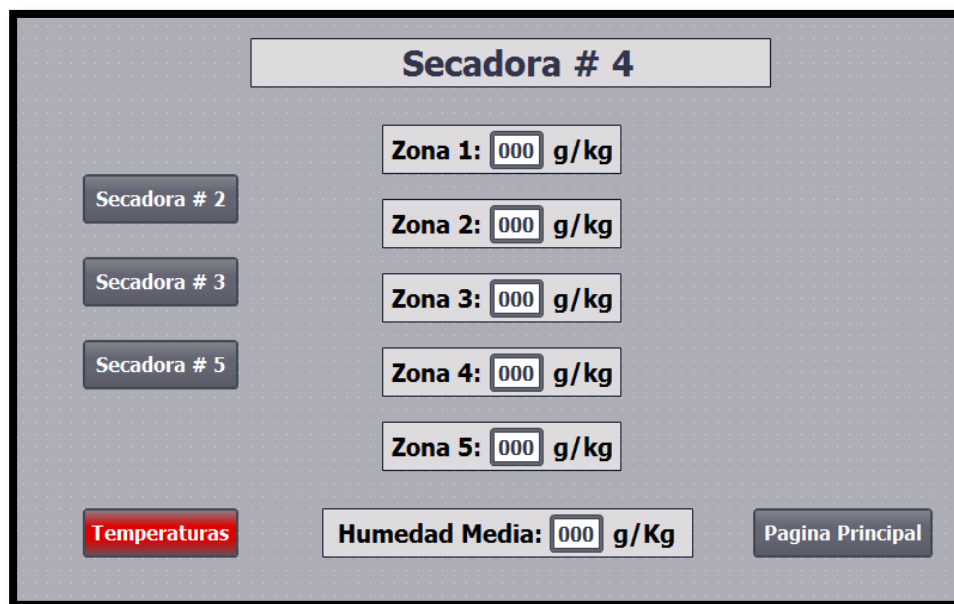 Secadora # 4
Zona 1: 000 g/kg
Secadora # 2
Zona 2: 000 g/kg
Secadora # 3
Zona 3: 000 g/kg
Secadora # 5
Zona 4: 000 g/kg
Zona 5: 000 g/kg
Temperaturas
Humedad Media: 000 g/Kg
Pagina Principal